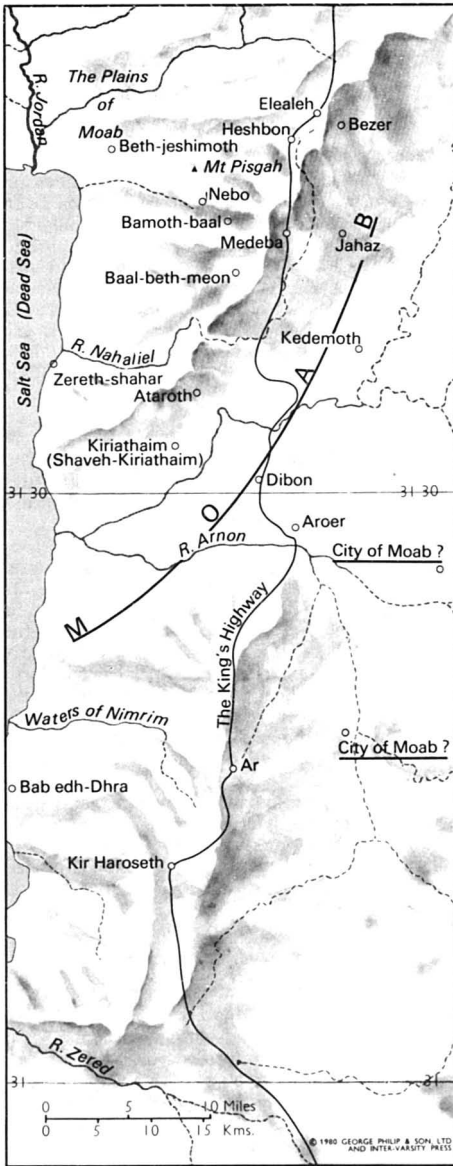 R. Jordan
The Plains
of
Moab
Elealeh
Heshbon
Bezer
Beth-jeshimoth
Mt Pisgah
Nebo
Bamoth-baal
Medeba
Jahaz
Baal-beth-meon
Salt Sea (Dead Sea)
R. Nahaliel
Kedemoth
Zereth-shahar
Ataroth
Kiriathaim
(Shaveh-Kiriathaim)
MOAB
31 30
31 30
Dibon
Aroer
R. Arnon
City of Moab ?
The King's Highway
Waters of Nimrim
City of Moab ?
Ar
Bab edh-Dhra
Kir Haroseth
R. Zered
31
31
0 5 10 Miles
0 5 10 15 Kms.
© 1980 GEORGE PHILIP & SON, LTD
AND INTER-VARSITY PRESS